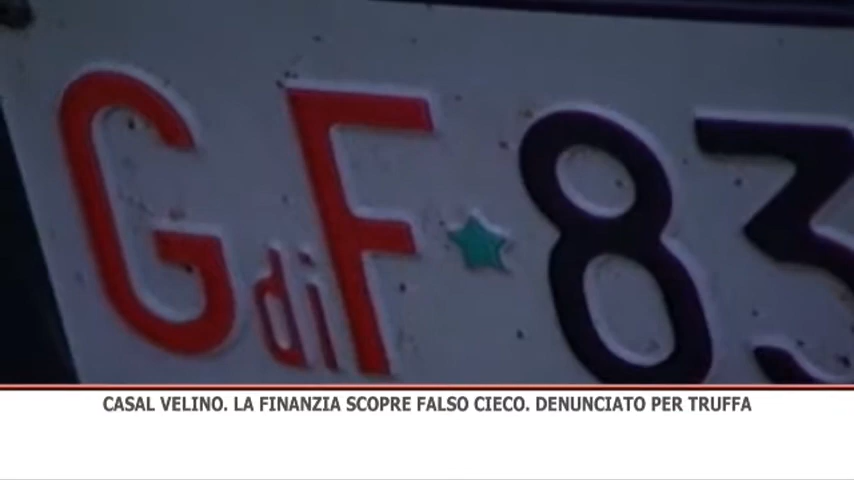 GdiF 83
CASAL VELINO. LA FINANZIA SCOPRE FALSO CIECO. DENUNCIATO PER TRUFFA